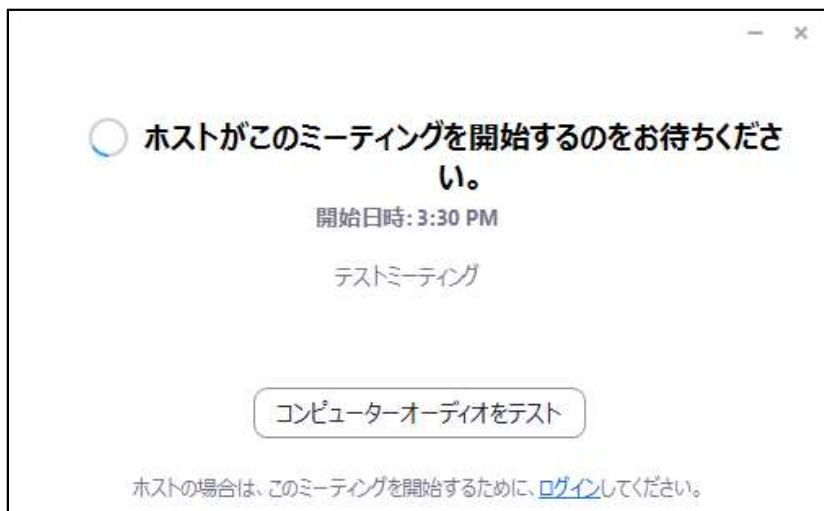 ホストがこのミーティングを開始するのをお待ちくださ
い。
開始日時: 3:30 PM
テストミーティング
コンピューターオーディオをテスト
ホストの場合は、このミーティングを開始するために、ログインしてください。